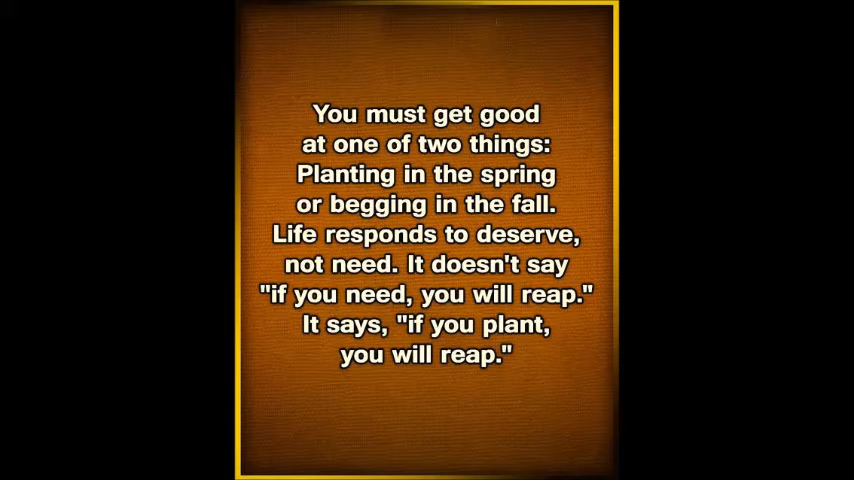 You must get good
at one of two things:
Planting in the spring
or begging in the fall.
Life responds to deserve,
not need. It doesn't say
"if you need, you will reap."
It says, "if you plant,
you will reap."